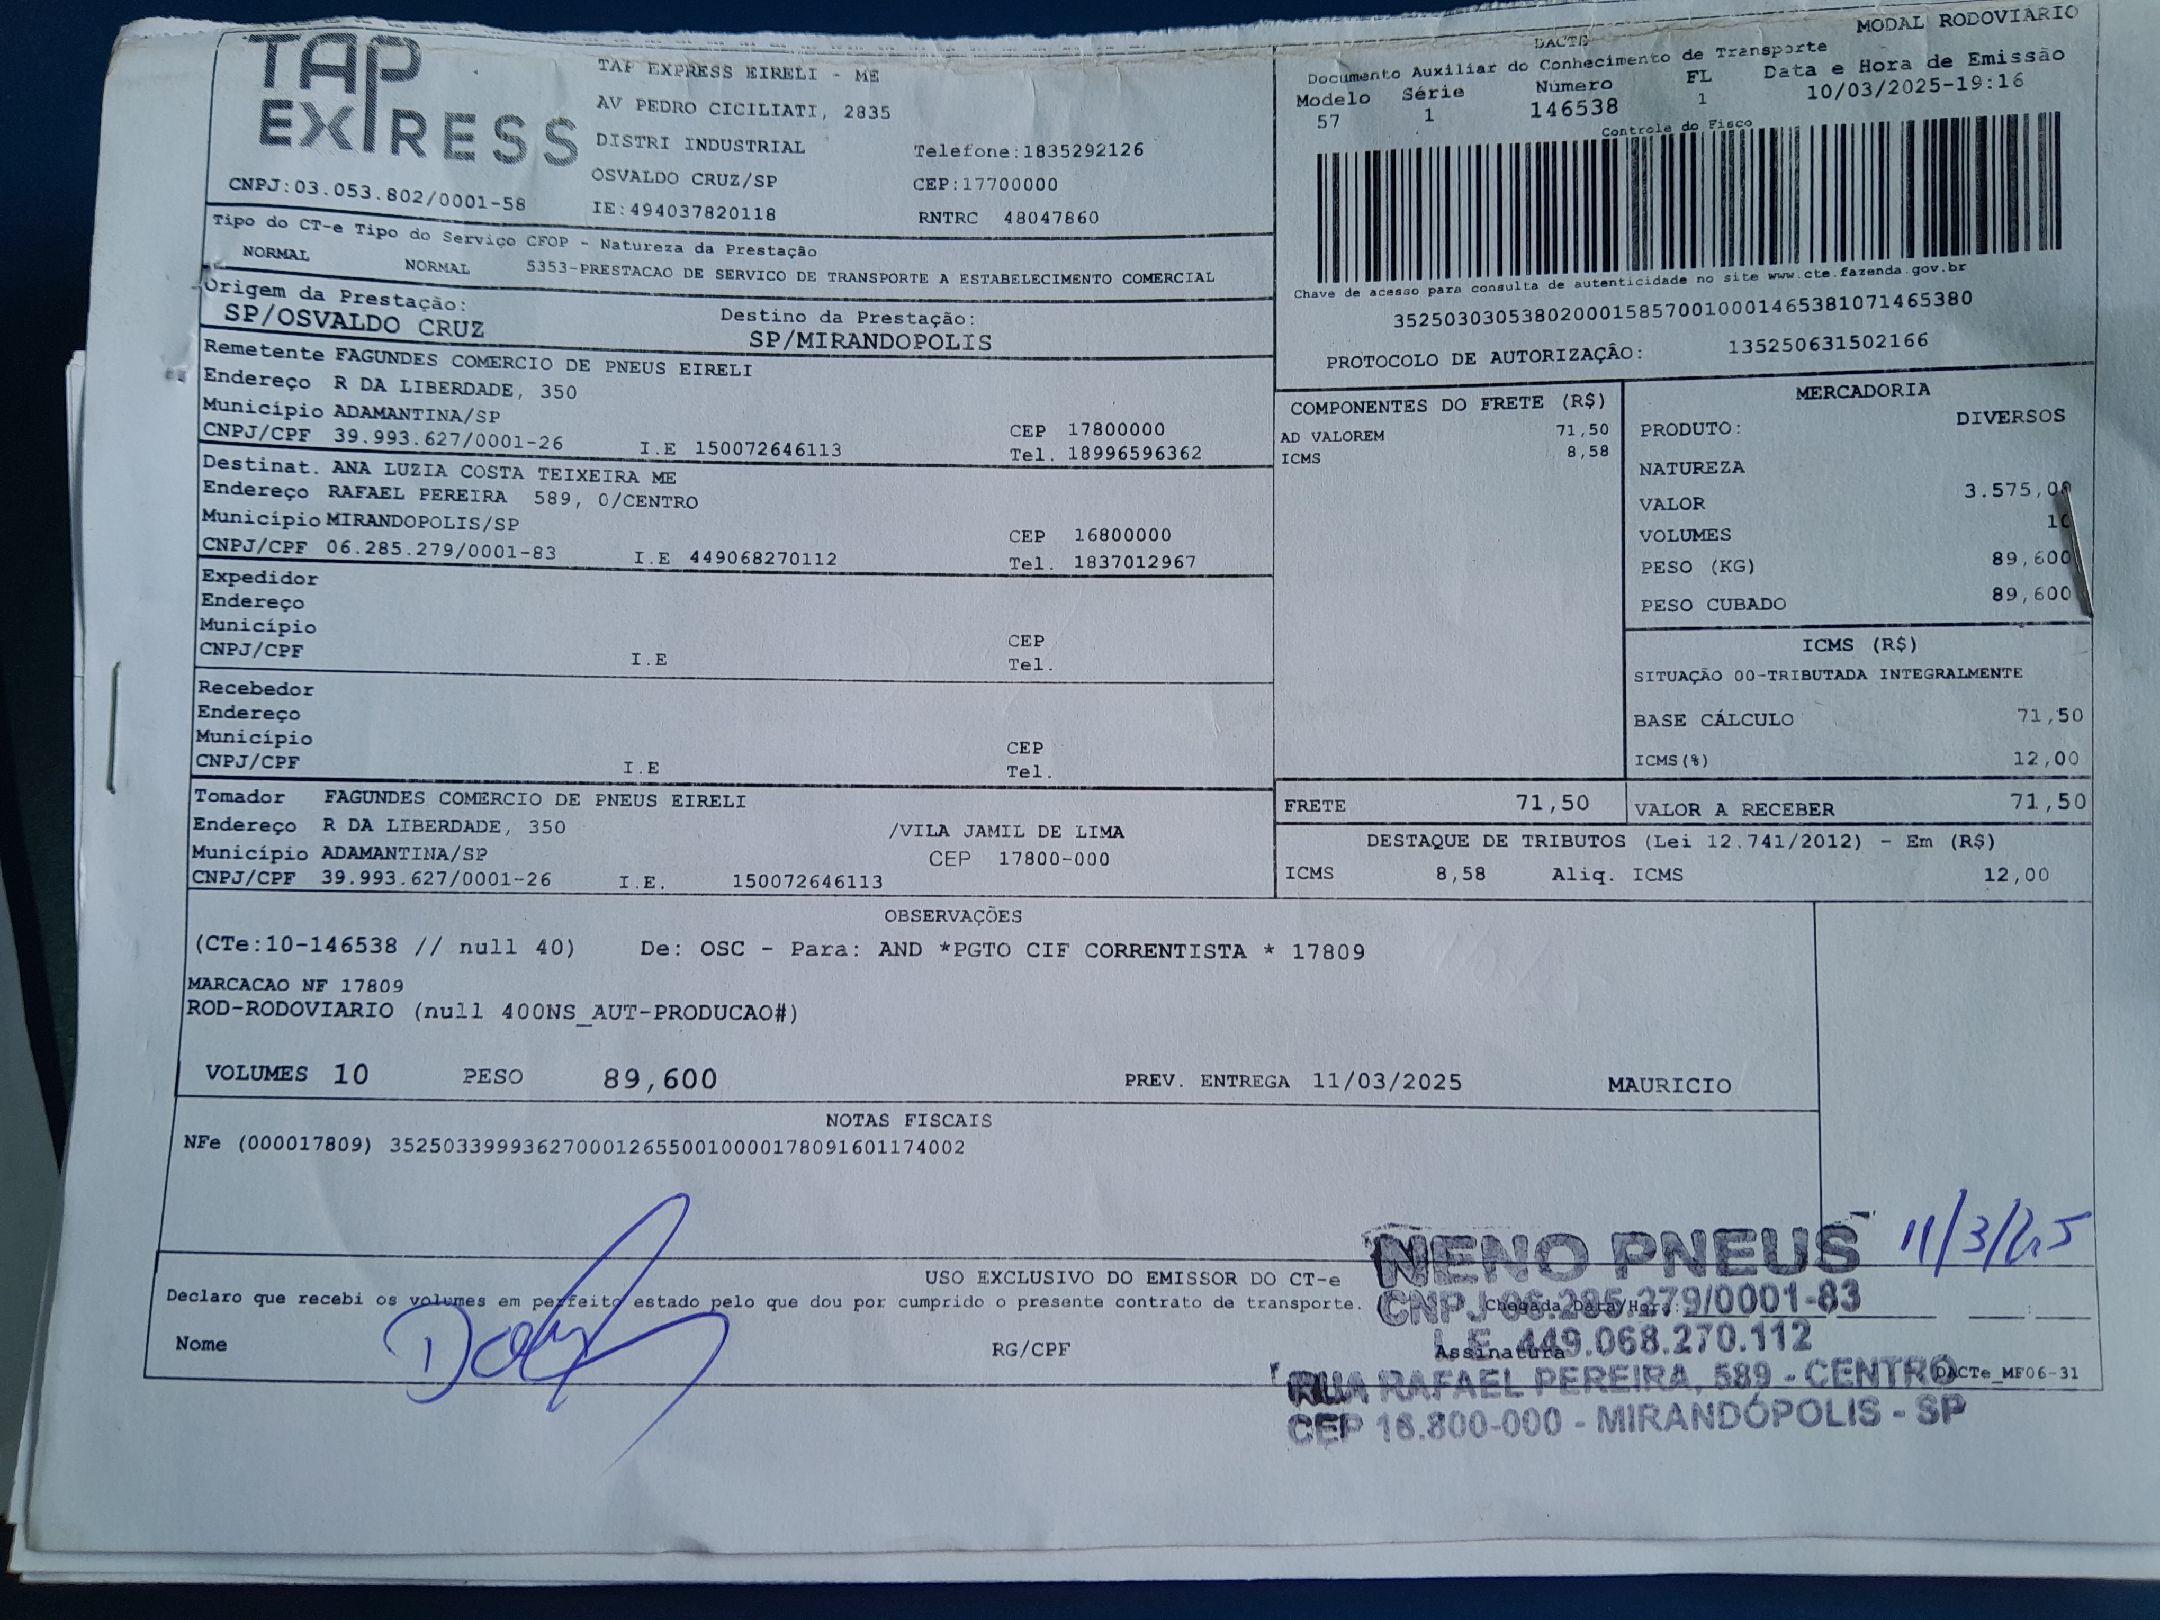 TAP EXPRESS
CNPJ:03.053.802/0001-58
TAP EXPRESS EIRELI - ME
AV PEDRO CICILIATI, 2835
DISTRI INDUSTRIAL
OSVALDO CRUZ/SP
IE:494037820118
Telefone:1835292126
CEP:17700000
RNTRC 48047860
DACTE MODAL RODOVIÁRIO
Documento Auxiliar do Conhecimento de Transporte
Modelo Série Número FL Data e Hora de Emissão
57 1 146538 1 10/03/2025-19:16
Controle do Fisco
Chave de acesso para consulta de autenticidade no site www.cte.fazenda.gov.br
35250303053802000158570010001465381071465380
PROTOCOLO DE AUTORIZAÇÃO: 135250631502166
Tipo do CT-e Tipo do Serviço CFOP - Natureza da Prestação
NORMAL NORMAL 5353-PRESTACAO DE SERVICO DE TRANSPORTE A ESTABELECIMENTO COMERCIAL
Origem da Prestação: Destino da Prestação:
SP/OSVALDO CRUZ SP/MIRANDOPOLIS
Remetente FAGUNDES COMERCIO DE PNEUS EIRELI
Endereço R DA LIBERDADE, 350
Município ADAMANTINA/SP CEP 17800000
CNPJ/CPF 39.993.627/0001-26 I.E 150072646113 Tel. 18996596362
Destinat. ANA LUZIA COSTA TEIXEIRA ME
Endereço RAFAEL PEREIRA 589, 0/CENTRO
Município MIRANDOPOLIS/SP CEP 16800000
CNPJ/CPF 06.285.279/0001-83 I.E 449068270112 Tel. 1837012967
Expedidor
Endereço
Município CEP
CNPJ/CPF I.E Tel.
Recebedor
Endereço
Município CEP
CNPJ/CPF I.E Tel.
Tomador FAGUNDES COMERCIO DE PNEUS EIRELI
Endereço R DA LIBERDADE, 350 /VILA JAMIL DE LIMA
Município ADAMANTINA/SP CEP 17800-000
CNPJ/CPF 39.993.627/0001-26 I.E. 150072646113
COMPONENTES DO FRETE (R$)
AD VALOREM 71,50
ICMS 8,58
MERCADORIA
PRODUTO: DIVERSOS
NATUREZA
VALOR 3.575,00
VOLUMES 10
PESO (KG) 89,600
PESO CUBADO 89,600
ICMS (R$)
SITUAÇÃO 00-TRIBUTADA INTEGRALMENTE
BASE CÁLCULO 71,50
ICMS(%) 12,00
FRETE 71,50 VALOR A RECEBER 71,50
DESTAQUE DE TRIBUTOS (Lei 12.741/2012) - Em (R$)
ICMS 8,58 Aliq. ICMS 12,00
OBSERVAÇÕES
(CTe:10-146538 // null 40) De: OSC - Para: AND *PGTO CIF CORRENTISTA * 17809
MARCACAO NF 17809
ROD-RODOVIARIO (null 400NS_AUT-PRODUCAO#)
VOLUMES 10 PESO 89,600 PREV. ENTREGA 11/03/2025 MAURICIO
NOTAS FISCAIS
NFe (000017809) 35250339993627000126550010000178091601174002
11/3/25
USO EXCLUSIVO DO EMISSOR DO CT-e
Declaro que recebi os volumes em perfeito estado pelo que dou por cumprido o presente contrato de transporte. Chegada Data/Hora:
Nome RG/CPF Assinatura
DACTe_MF06-31
NENO PNEUS
CNPJ 06.285.279/0001-83
I.E. 449.068.270.112
RUA RAFAEL PEREIRA, 589 - CENTRO
CEP 16.800-000 - MIRANDÓPOLIS - SP